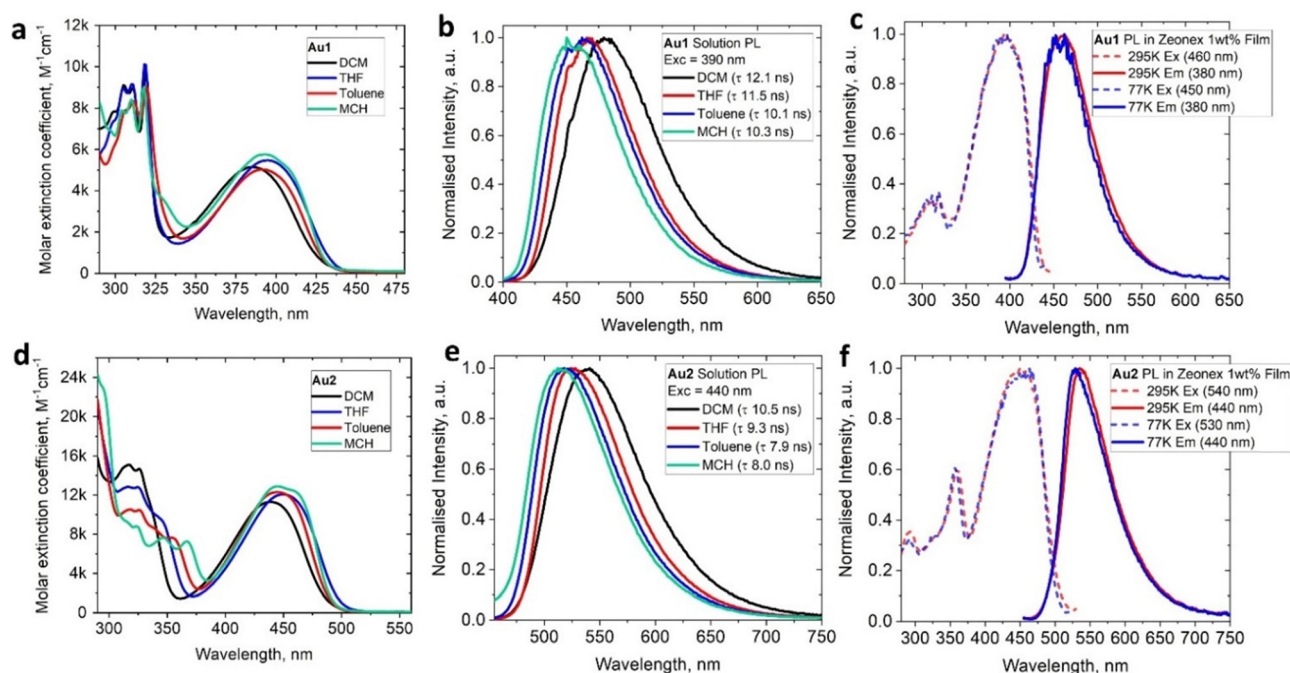 a
Molar extinction coefficient, M⁻¹cm⁻¹
12k
10k
8k
6k
4k
2k
0
Au1
DCM
THF
Toluene
MCH
300 325 350 375 400 425 450 475
Wavelength, nm
b
Normalised Intensity, a.u.
1.0
0.8
0.6
0.4
0.2
0.0
Au1 Solution PL
Exc = 390 nm
DCM (τ 12.1 ns)
THF (τ 11.5 ns)
Toluene (τ 10.1 ns)
MCH (τ 10.3 ns)
400 450 500 550 600 650
Wavelength, nm
c
Normalised Intensity, a.u.
1.0
0.8
0.6
0.4
0.2
0.0
Au1 PL in Zeonex 1wt% Film
295K Ex (460 nm)
295K Em (380 nm)
77K Ex (450 nm)
77K Em (380 nm)
300 350 400 450 500 550 600 650
Wavelength, nm
d
Molar extinction coefficient, M⁻¹cm⁻¹
24k
20k
16k
12k
8k
4k
0
Au2
DCM
THF
Toluene
MCH
300 350 400 450 500 550
Wavelength, nm
e
Normalised Intensity, a.u.
1.0
0.8
0.6
0.4
0.2
0.0
Au2 Solution PL
Exc = 440 nm
DCM (τ 10.5 ns)
THF (τ 9.3 ns)
Toluene (τ 7.9 ns)
MCH (τ 8.0 ns)
500 550 600 650 700 750
Wavelength, nm
f
Normalised Intensity, a.u.
1.0
0.8
0.6
0.4
0.2
0.0
Au2 PL in Zeonex 1wt% Film
295K Ex (540 nm)
295K Em (440 nm)
77K Ex (530 nm)
77K Em (440 nm)
300 350 400 450 500 550 600 650 700 750
Wavelength, nm